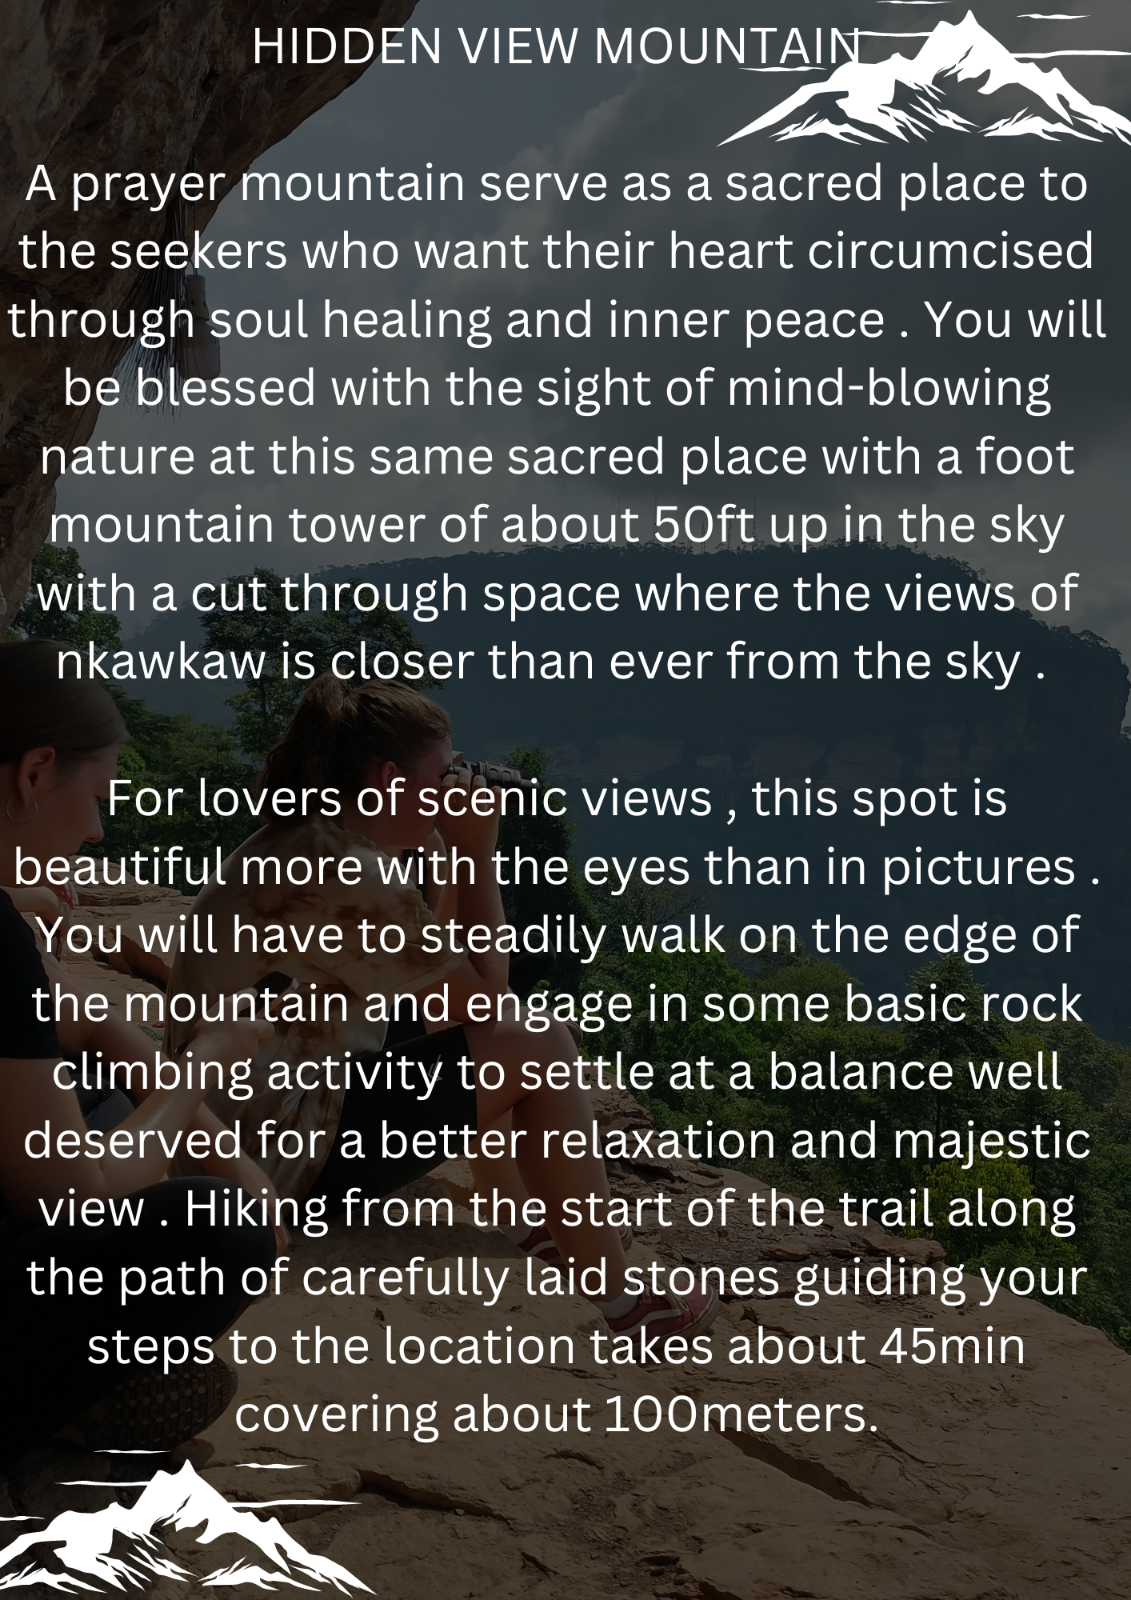 HIDDEN VIEW MOUNTAIN
A prayer mountain serve as a sacred place to
the seekers who want their heart circumcised
through soul healing and inner peace . You will
be blessed with the sight of mind-blowing
nature at this same sacred place with a foot
mountain tower of about 50ft up in the sky
with a cut through space where the views of
nkawkaw is closer than ever from the sky .
For lovers of scenic views , this spot is
beautiful more with the eyes than in pictures .
You will have to steadily walk on the edge of
the mountain and engage in some basic rock
climbing activity to settle at a balance well
deserved for a better relaxation and majestic
view . Hiking from the start of the trail along
the path of carefully laid stones guiding your
steps to the location takes about 45min
covering about 100meters.